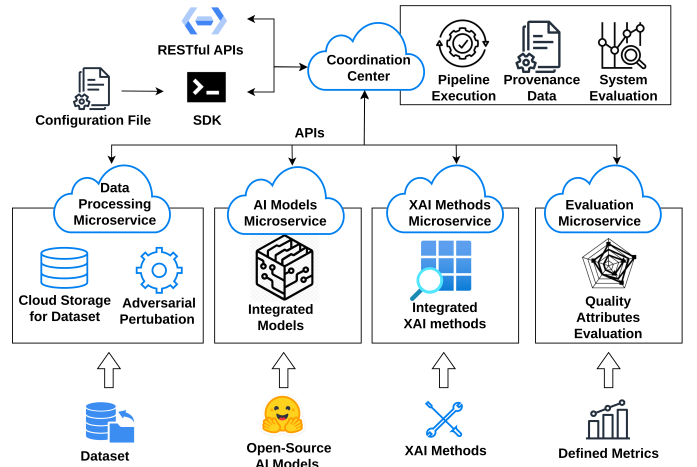 RESTful APIs
Configuration File
SDK
Coordination
Center
Pipeline
Execution
Provenance
Data
System
Evaluation
APIs
Data
Processing
Microservice
Cloud Storage
for Dataset
Adversarial
Pertubation
AI Models
Microservice
Integrated
Models
XAI Methods
Microservice
Integrated
XAI methods
Evaluation
Microservice
Quality
Attributes
Evaluation
Dataset
Open-Source
AI Models
XAI Methods
Defined Metrics